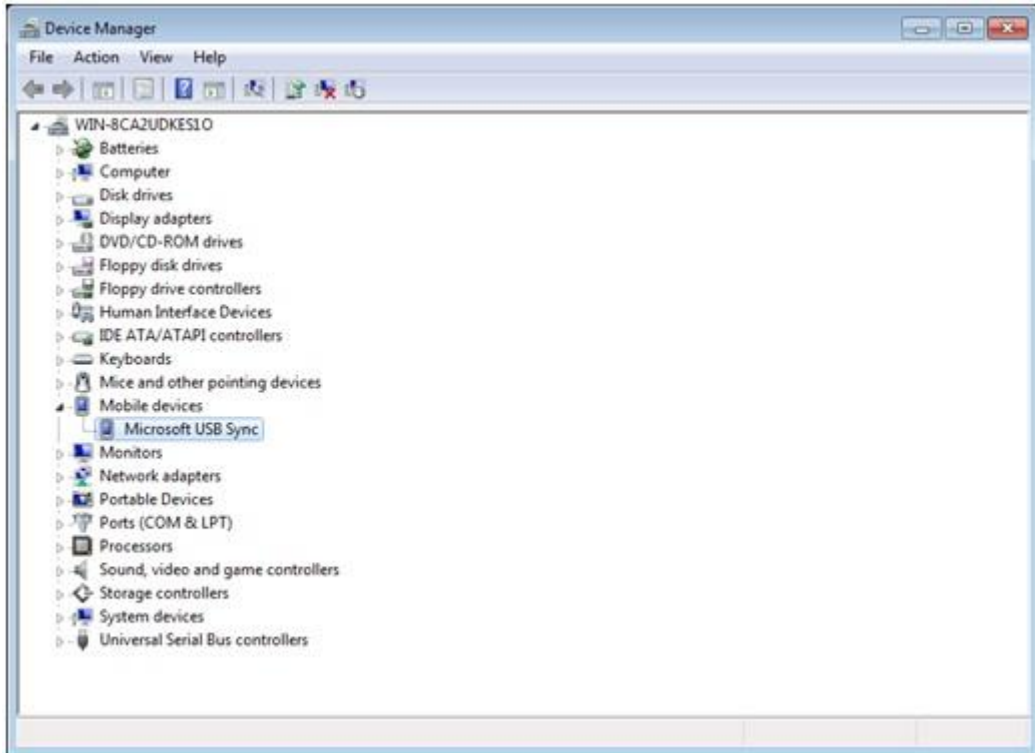 Device Manager
File Action View Help
WIN-8CA2UDKES1O
Batteries
Computer
Disk drives
Display adapters
DVD/CD-ROM drives
Floppy disk drives
Floppy drive controllers
Human Interface Devices
IDE ATA/ATAPI controllers
Keyboards
Mice and other pointing devices
Mobile devices
Microsoft USB Sync
Monitors
Network adapters
Portable Devices
Ports (COM & LPT)
Processors
Sound, video and game controllers
Storage controllers
System devices
Universal Serial Bus controllers